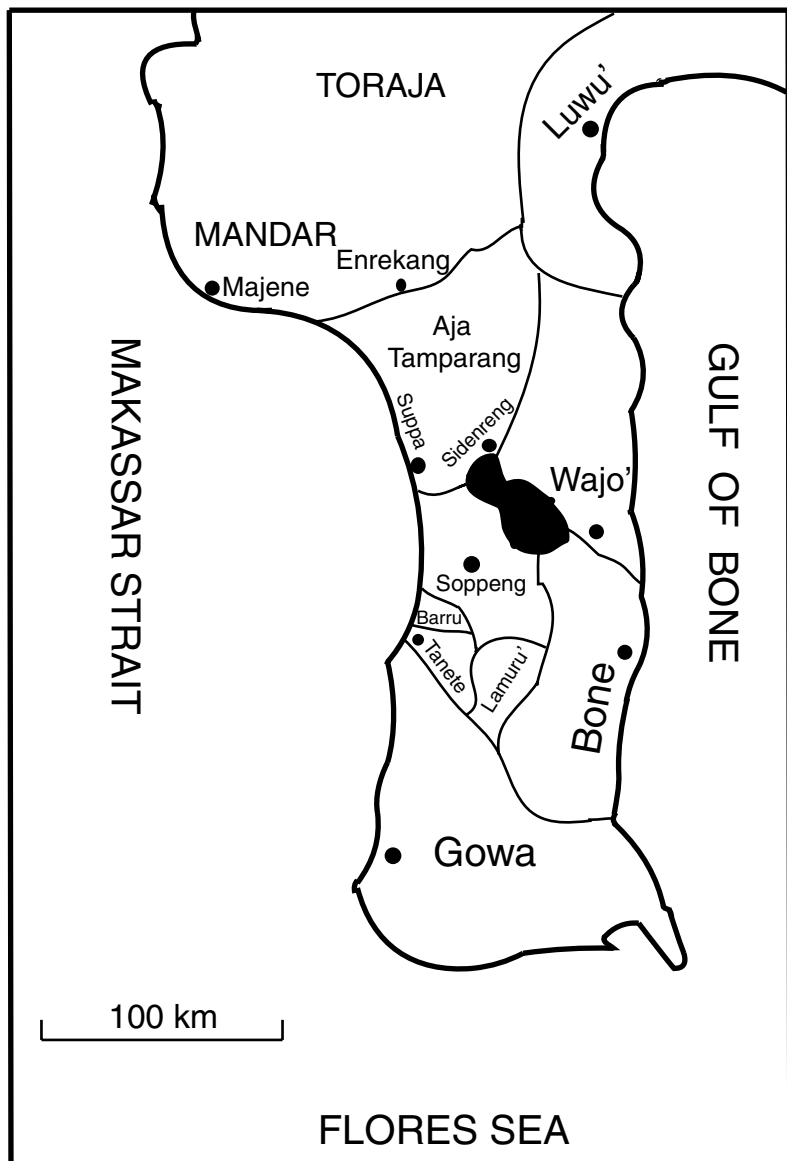 TORAJA
Luwu’
MANDAR
Enrekang
Majene
Aja
Tamparang
MAKASSAR STRAIT
GULF OF BONE
Suppa
Sidenreng
Wajo’
Soppeng
Barru
Tanete
Lamuru’
Bone
Gowa
100 km
FLORES SEA